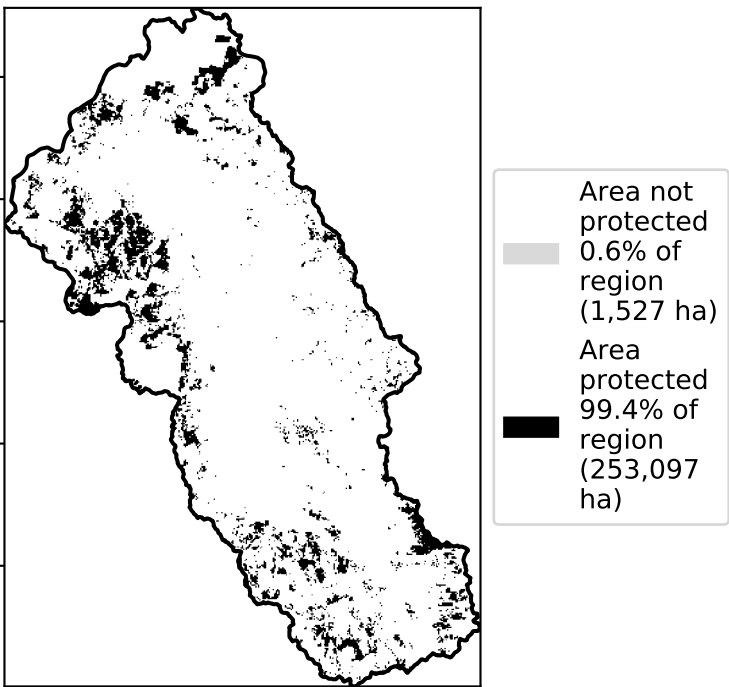 Area not
protected
0.6% of
region
(1,527 ha)
Area
protected
99.4% of
region
(253,097
ha)